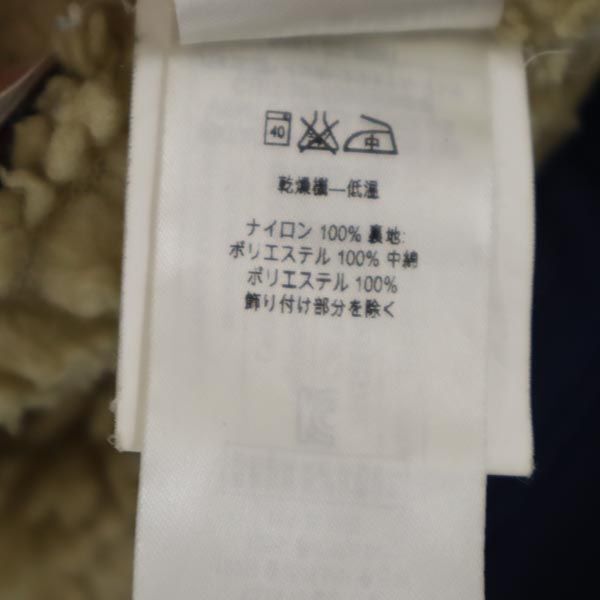 40 中
乾燥機—低温
ナイロン 100% 裏地:
ポリエステル 100% 中綿
ポリエステル 100%
飾り付け部分を除く